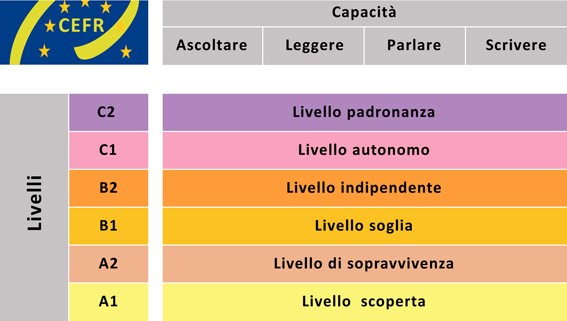 CEFR
Capacità
Ascoltare Leggere Parlare Scrivere
Livelli
C2 Livello padronanza
C1 Livello autonomo
B2 Livello indipendente
B1 Livello soglia
A2 Livello di sopravvivenza
A1 Livello scoperta